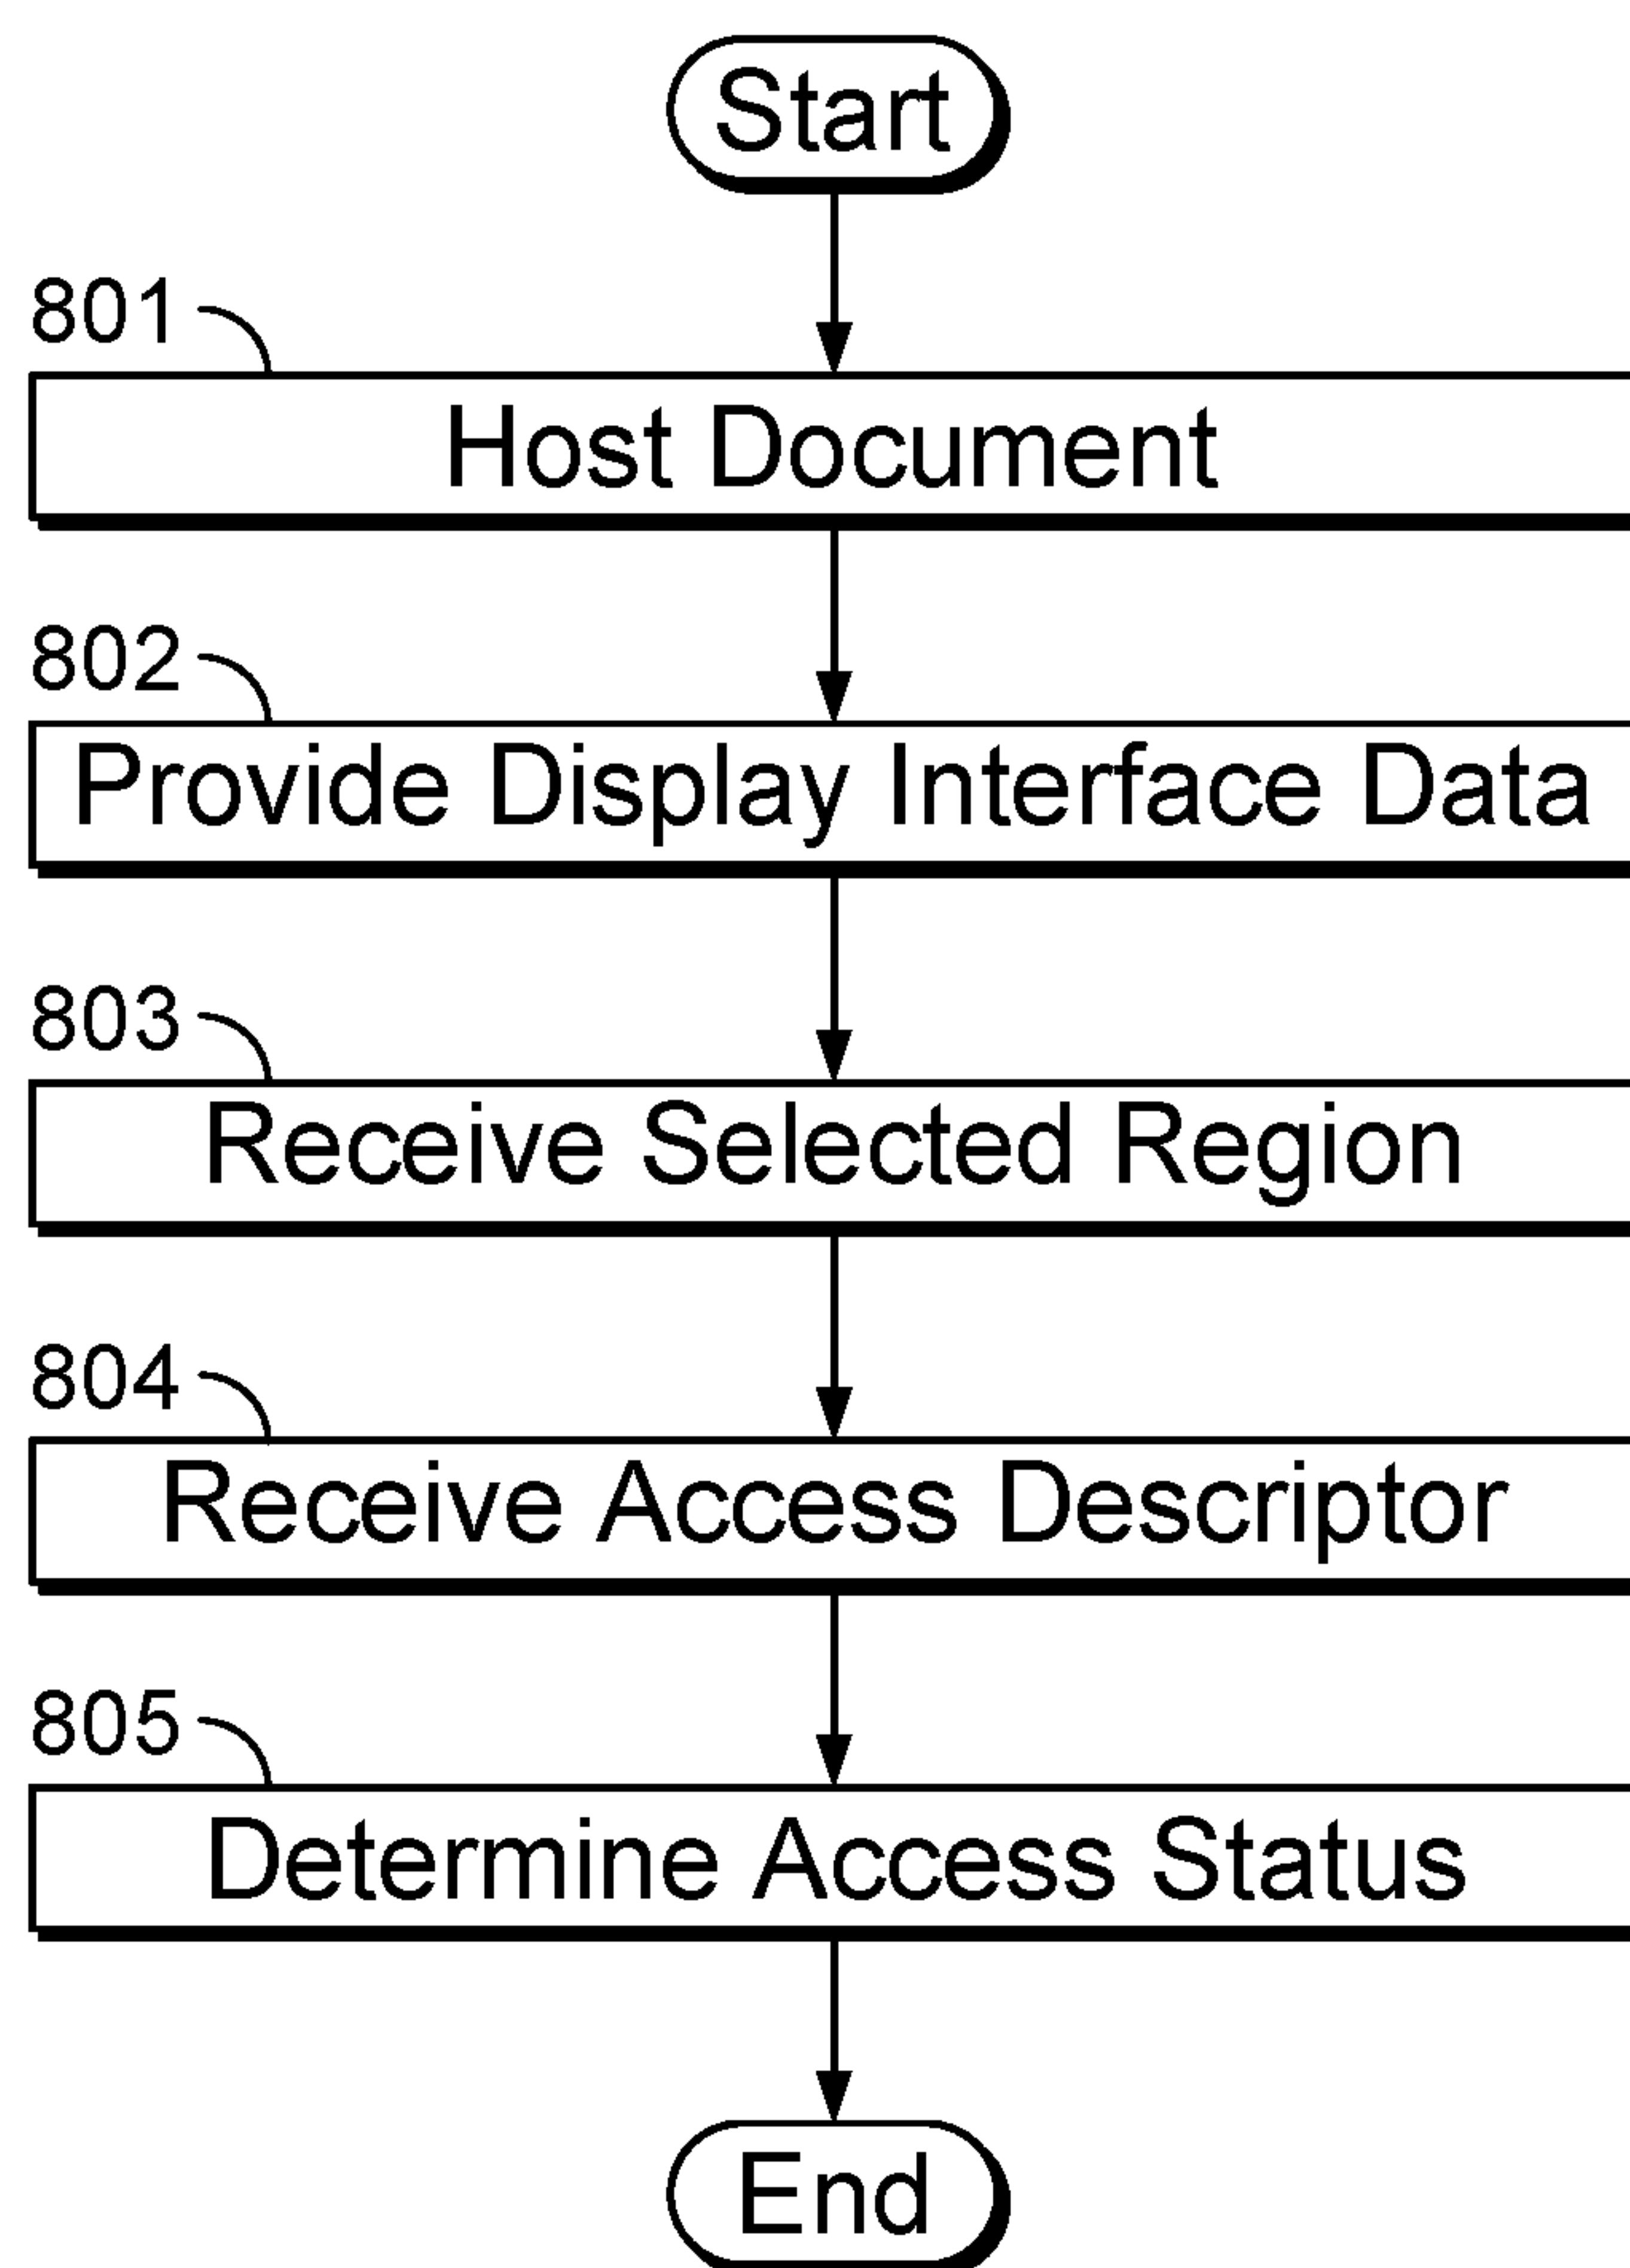 Start
801
Host Document
802
Provide Display Interface Data
803
Receive Selected Region
804
Receive Access Descriptor
805
Determine Access Status
End